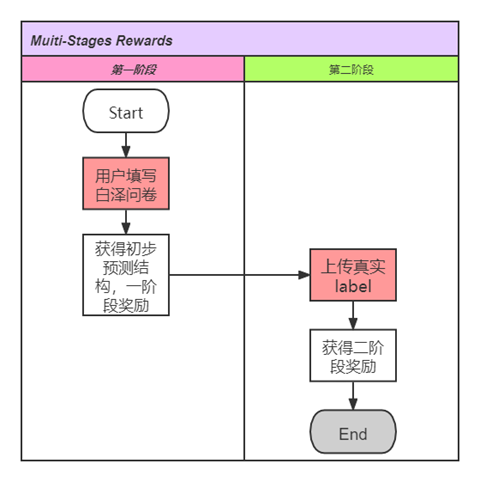 Muiti-Stages Rewards
第一阶段
第二阶段
Start
用户填写
白泽问卷
获得初步
预测结
构，一阶
段奖励
上传真实
label
获得二阶
段奖励
End